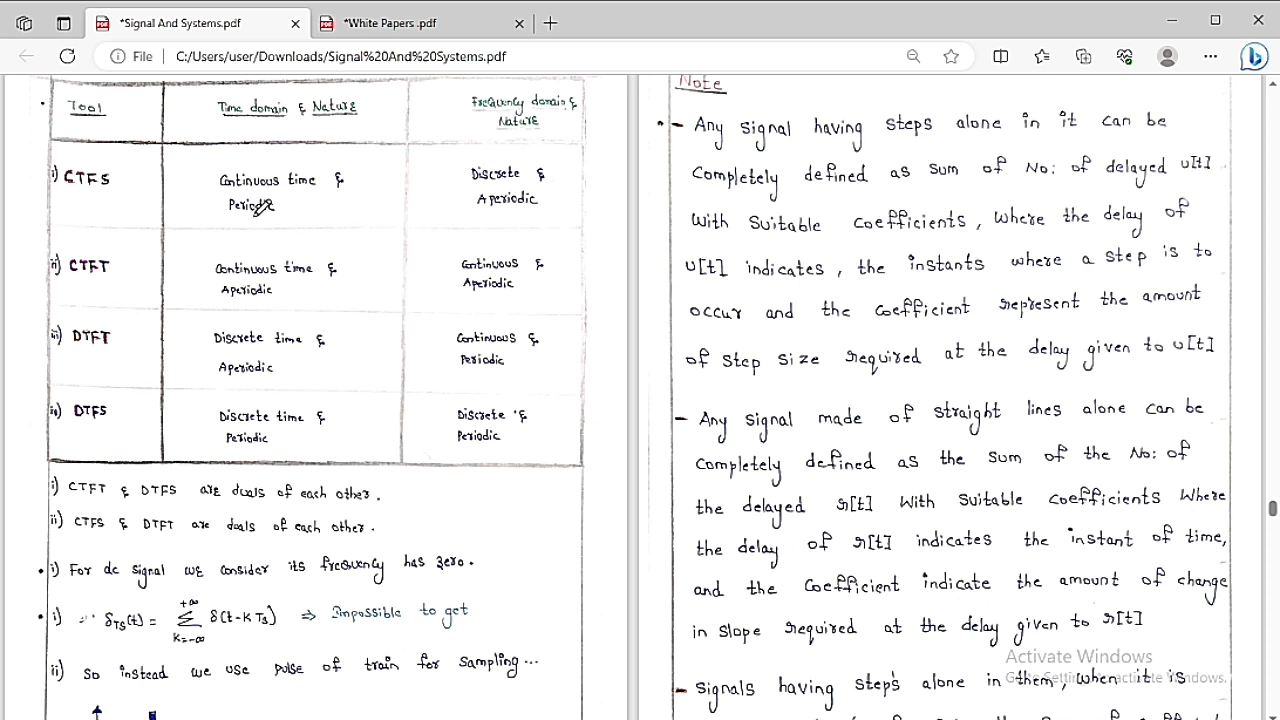 *Signal And Systems.pdf
*White Papers .pdf
File
C:/Users/user/Downloads/Signal%20And%20Systems.pdf
Tool
Time domain & Nature
Frequency domain &
Nature
i) CTFS
Continuous time &
Periodic
Discrete &
Aperiodic
ii) CTFT
Continuous time &
Aperiodic
Continuous &
Aperiodic
iii) DTFT
Discrete time &
Aperiodic
Continuous &
Periodic
iv) DTFS
Discrete time &
Periodic
Discrete &
Periodic
i) CTFT & DTFS are duals of each other.
ii) CTFS & DTFT are duals of each other.
• i) For dc signal we consider its frequency has zero.
• i) δTs(t) = +∞ Σ k=-∞ δ(t-kTs) ⇒ Impossible to get
ii) So instead we use pulse of train for sampling...
Note
- Any signal having steps alone in it can be
completely defined as sum of No: of delayed u[t]
with suitable coefficients, where the delay of
u[t] indicates, the instants where a step is to
occur and the coefficient represent the amount
of step size required at the delay given to u[t]
- Any signal made of straight lines alone can be
completely defined as the sum of the No: of
the delayed r[t] with suitable coefficients where
the delay of r[t] indicates the instant of time,
and the coefficient indicate the amount of change
in slope required at the delay given to r[t]
Activate Windows
Go to Settings to activate Windows.
- signals having step's alone in them, when it is